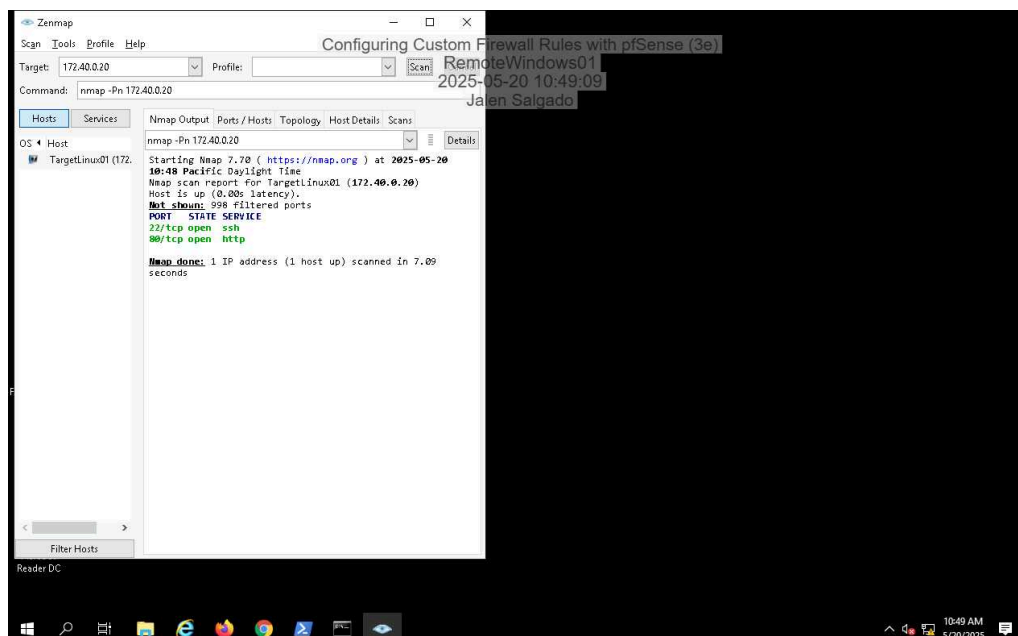 Zenmap
Scan Tools Profile Help
Configuring Custom Firewall Rules with pfSense (3e)
RemoteWindows01
2025-05-20 10:49:09
Jalen Salgado
Target: 172.40.0.20 Profile: Scan
Command: nmap -Pn 172.40.0.20
Hosts Services
Nmap Output Ports / Hosts Topology Host Details Scans
OS Host
nmap -Pn 172.40.0.20 Details
TargetLinux01 (172.
Starting Nmap 7.70 ( https://nmap.org ) at 2025-05-20
10:48 Pacific Daylight Time
Nmap scan report for TargetLinux01 (172.40.0.20)
Host is up (0.00s latency).
Not shown: 998 filtered ports
PORT STATE SERVICE
22/tcp open ssh
80/tcp open http
Nmap done: 1 IP address (1 host up) scanned in 7.09
seconds
Filter Hosts
Reader DC
10:49 AM
5/20/2025